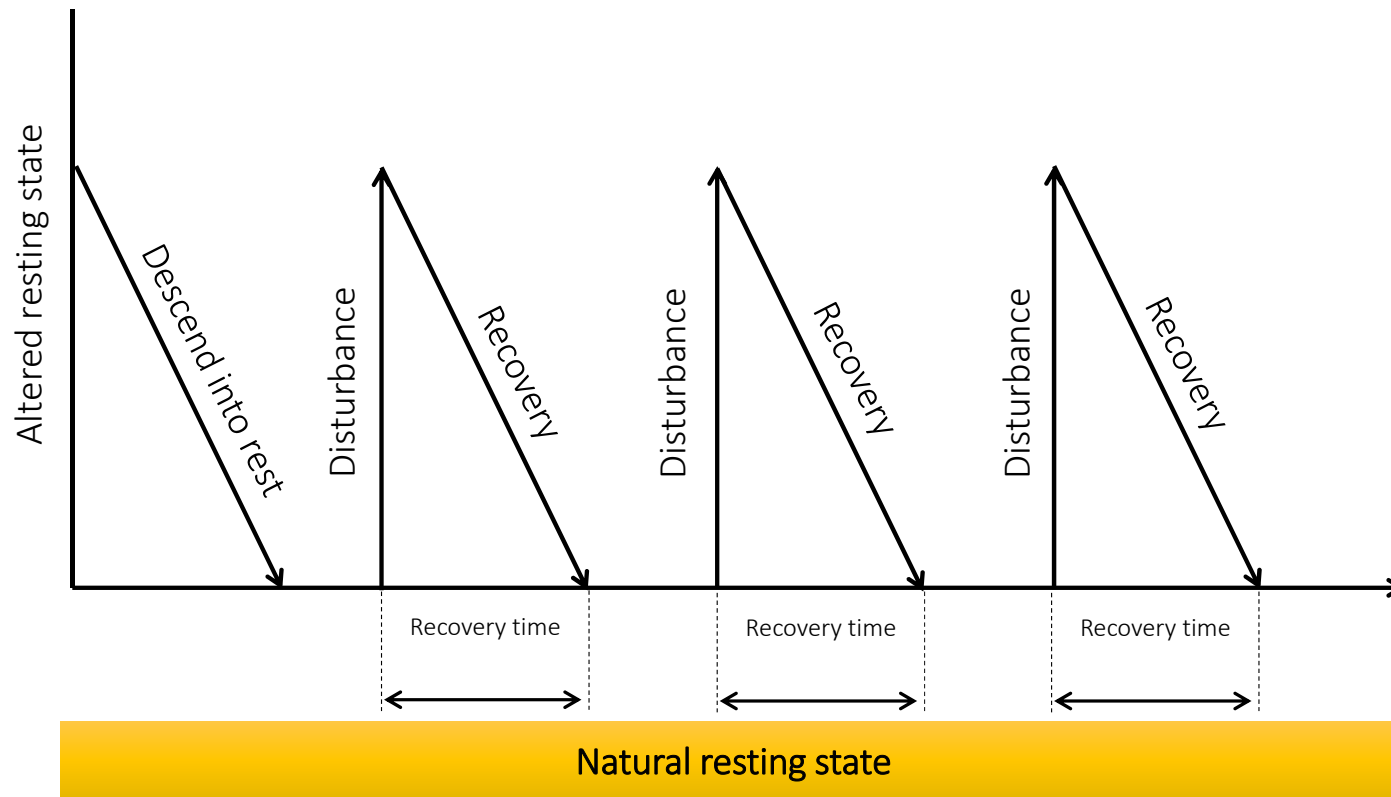 Altered resting state
Descend into rest
Disturbance
Recovery
Disturbance
Recovery
Disturbance
Recovery
Recovery time
Recovery time
Recovery time
Natural resting state